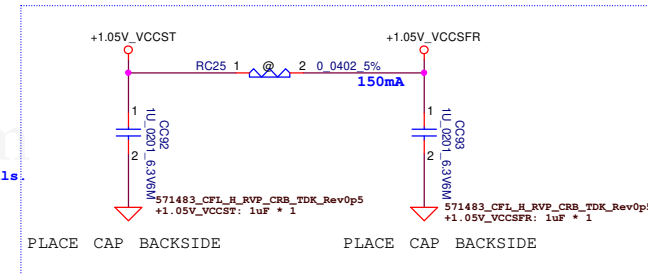 +1.05V_VCCST
+1.05V_VCCSFR
RC25 1 @ 2 0_0402_5%
150mA
1
CC92
1U_0201_6.3V6M
2
1
CC93
1U_0201_6.3V6M
2
ls.
571483_CFL_H_RVP_CRB_TDK_Rev0p5
+1.05V_VCCST: 1uF * 1
571483_CFL_H_RVP_CRB_TDK_Rev0p5
+1.05V_VCCSFR: 1uF * 1
PLACE CAP BACKSIDE
PLACE CAP BACKSIDE